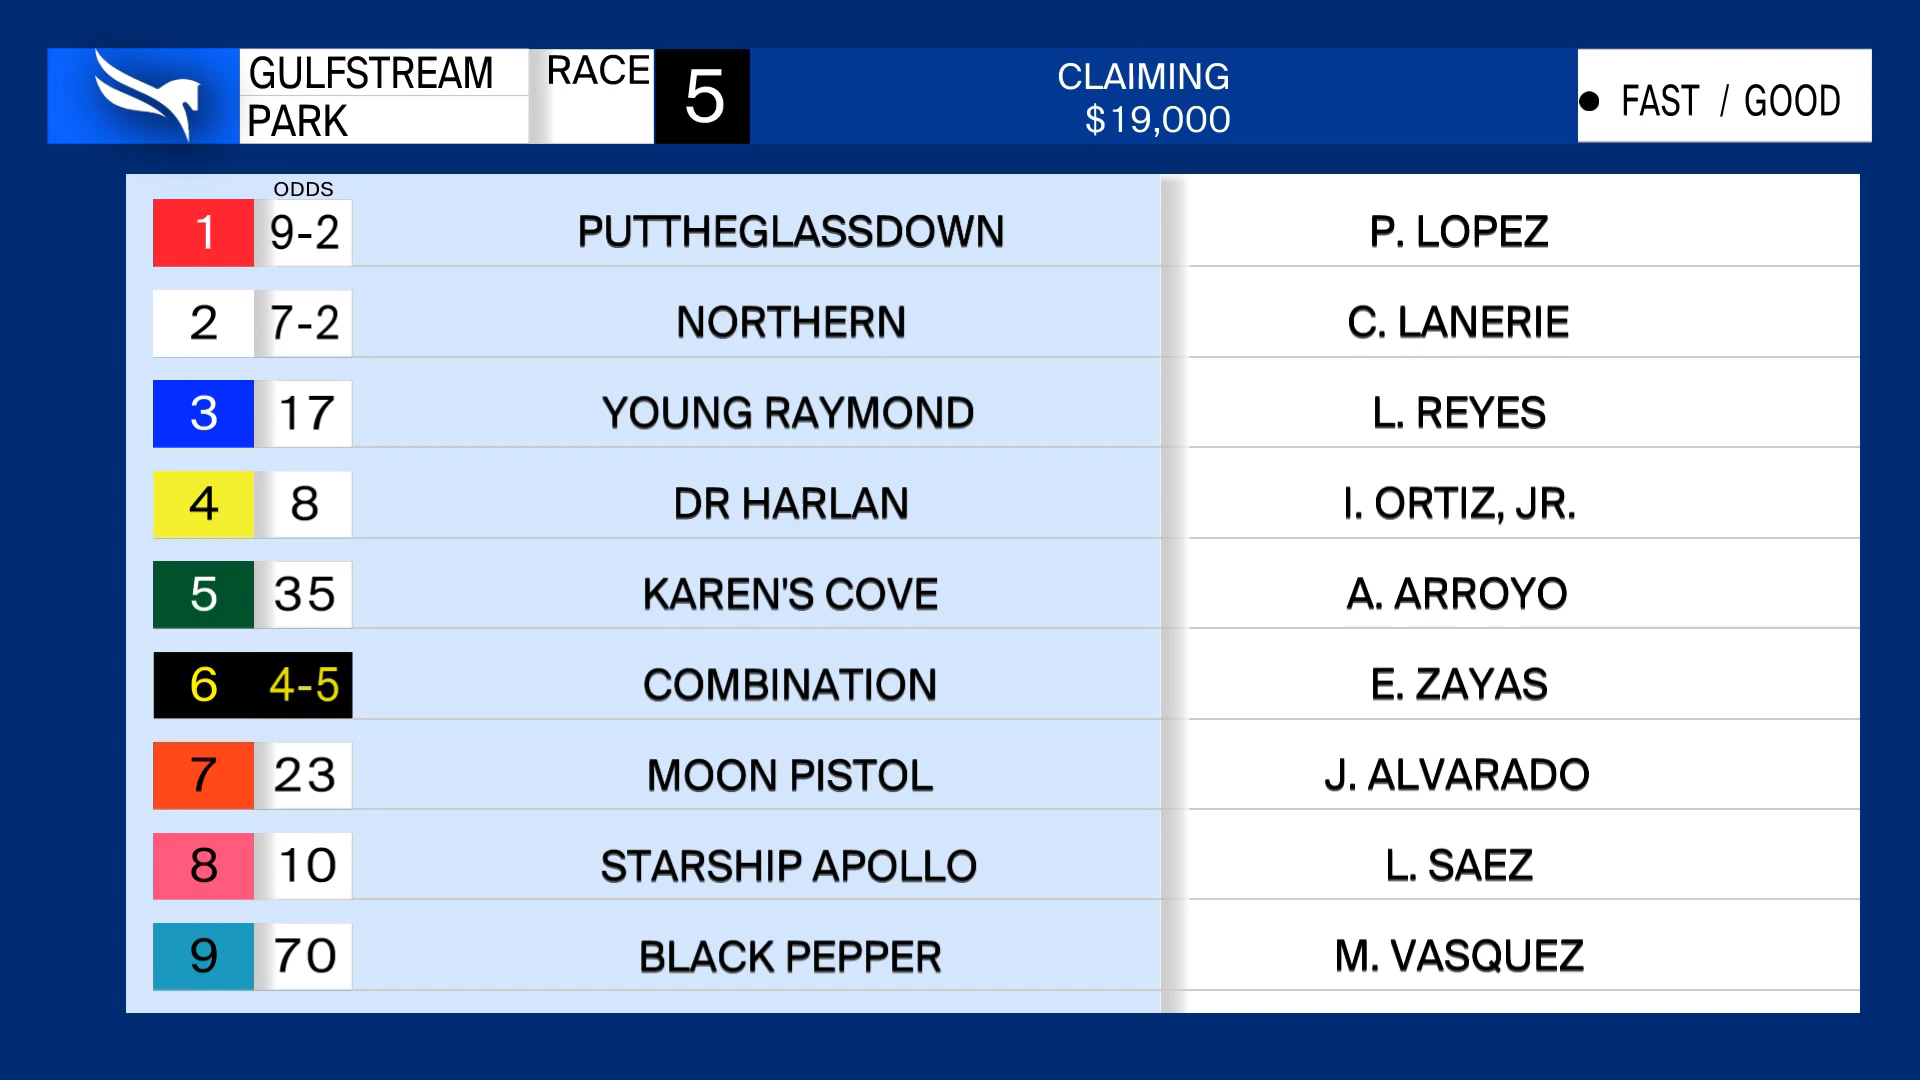 GULFSTREAM
PARK
RACE
5
CLAIMING
$19,000
• FAST / GOOD
ODDS
1 9-2 PUTTHEGLASSDOWN P. LOPEZ
2 7-2 NORTHERN C. LANERIE
3 17 YOUNG RAYMOND L. REYES
4 8 DR HARLAN I. ORTIZ, JR.
5 35 KAREN'S COVE A. ARROYO
6 4-5 COMBINATION E. ZAYAS
7 23 MOON PISTOL J. ALVARADO
8 10 STARSHIP APOLLO L. SAEZ
9 70 BLACK PEPPER M. VASQUEZ